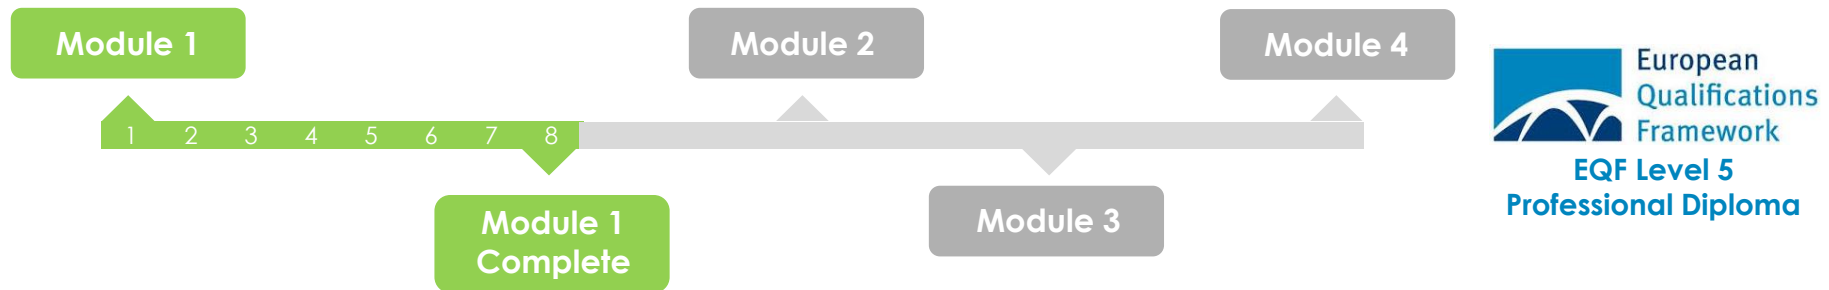 Module 1
Module 2
Module 4
1 2 3 4 5 6 7 8
Module 1
Complete
Module 3
European
Qualifications
Framework
EQF Level 5
Professional Diploma